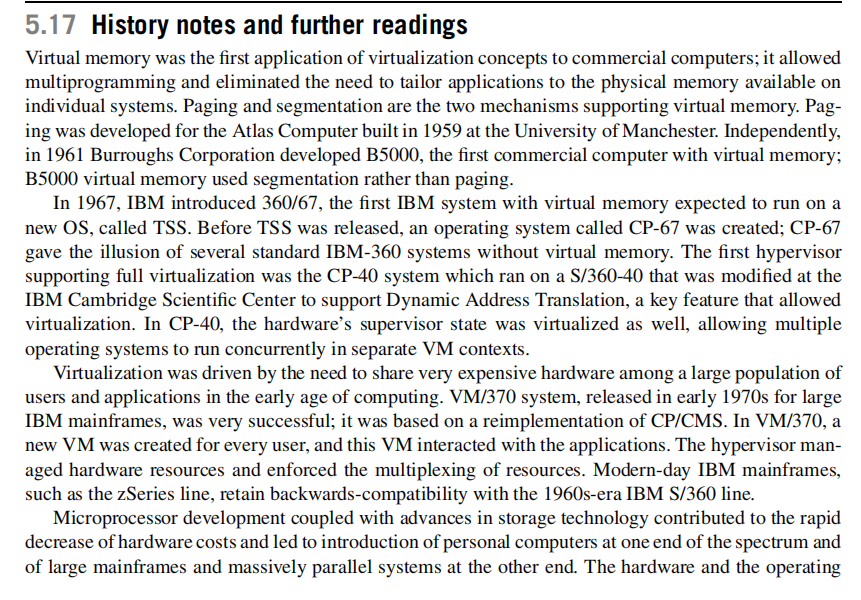 5.17 History notes and further readings
Virtual memory was the first application of virtualization concepts to commercial computers; it allowed
multiprogramming and eliminated the need to tailor applications to the physical memory available on
individual systems. Paging and segmentation are the two mechanisms supporting virtual memory. Pag-
ing was developed for the Atlas Computer built in 1959 at the University of Manchester. Independently,
in 1961 Burroughs Corporation developed B5000, the first commercial computer with virtual memory;
B5000 virtual memory used segmentation rather than paging.
In 1967, IBM introduced 360/67, the first IBM system with virtual memory expected to run on a
new OS, called TSS. Before TSS was released, an operating system called CP-67 was created; CP-67
gave the illusion of several standard IBM-360 systems without virtual memory. The first hypervisor
supporting full virtualization was the CP-40 system which ran on a S/360-40 that was modified at the
IBM Cambridge Scientific Center to support Dynamic Address Translation, a key feature that allowed
virtualization. In CP-40, the hardware's supervisor state was virtualized as well, allowing multiple
operating systems to run concurrently in separate VM contexts.
Virtualization was driven by the need to share very expensive hardware among a large population of
users and applications in the early age of computing. VM/370 system, released in early 1970s for large
IBM mainframes, was very successful; it was based on a reimplementation of CP/CMS. In VM/370, a
new VM was created for every user, and this VM interacted with the applications. The hypervisor man-
aged hardware resources and enforced the multiplexing of resources. Modern-day IBM mainframes,
such as the zSeries line, retain backwards-compatibility with the 1960s-era IBM S/360 line.
Microprocessor development coupled with advances in storage technology contributed to the rapid
decrease of hardware costs and led to introduction of personal computers at one end of the spectrum and
of large mainframes and massively parallel systems at the other end. The hardware and the operating